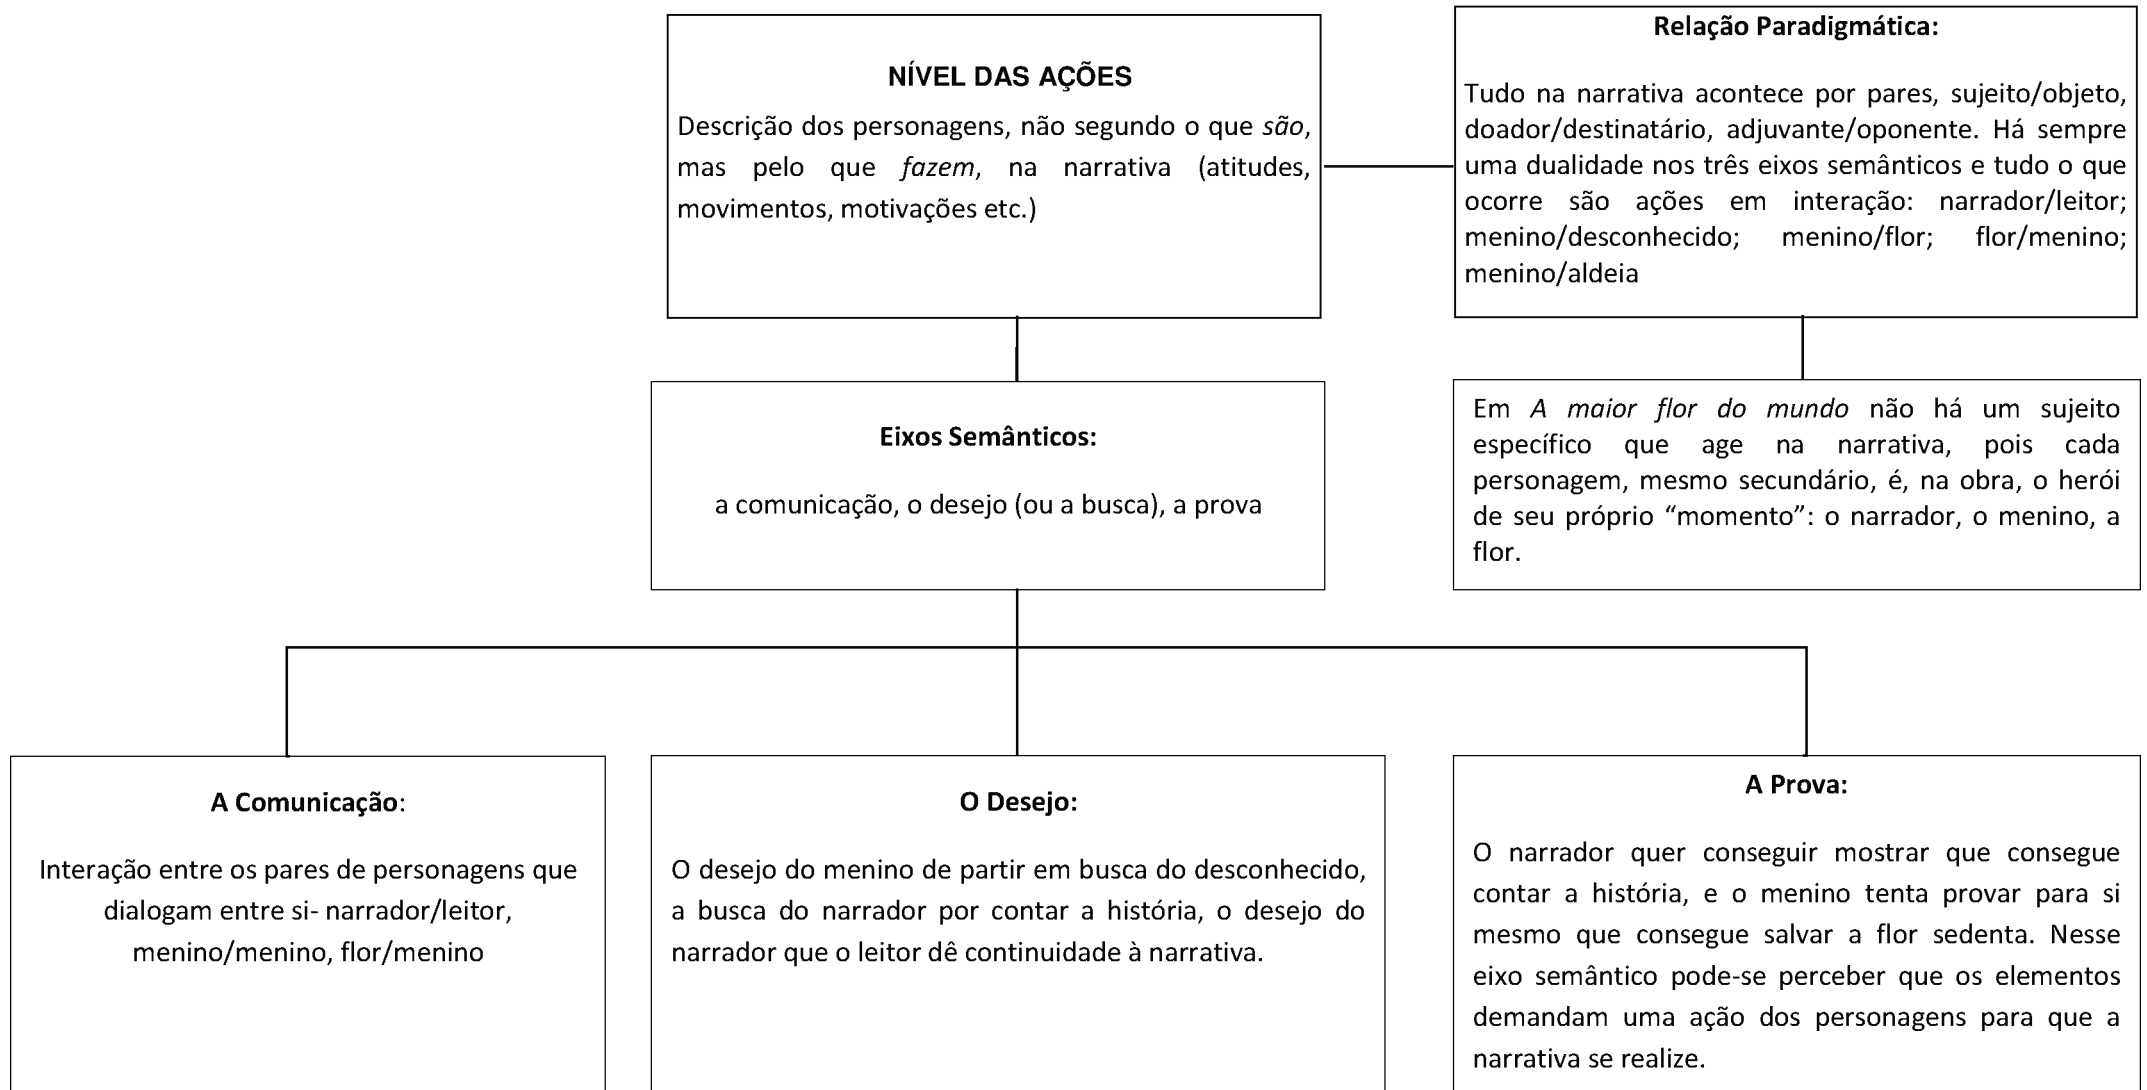 NÍVEL DAS AÇÕES
Descrição dos personagens, não segundo o que são,
mas pelo que fazem, na narrativa (atitudes,
movimentos, motivações etc.)
Relação Paradigmática:
Tudo na narrativa acontece por pares, sujeito/objeto,
doador/destinatário, adjuvante/oponente. Há sempre
uma dualidade nos três eixos semânticos e tudo o que
ocorre são ações em interação: narrador/leitor;
menino/desconhecido; menino/flor; flor/menino;
menino/aldeia
Eixos Semânticos:
a comunicação, o desejo (ou a busca), a prova
Em A maior flor do mundo não há um sujeito
específico que age na narrativa, pois cada
personagem, mesmo secundário, é, na obra, o herói
de seu próprio “momento”: o narrador, o menino, a
flor.
A Comunicação:
Interação entre os pares de personagens que
dialogam entre si- narrador/leitor,
menino/menino, flor/menino
O Desejo:
O desejo do menino de partir em busca do desconhecido,
a busca do narrador por contar a história, o desejo do
narrador que o leitor dê continuidade à narrativa.
A Prova:
O narrador quer conseguir mostrar que consegue
contar a história, e o menino tenta provar para si
mesmo que consegue salvar a flor sedenta. Nesse
eixo semântico pode-se perceber que os elementos
demandam uma ação dos personagens para que a
narrativa se realize.